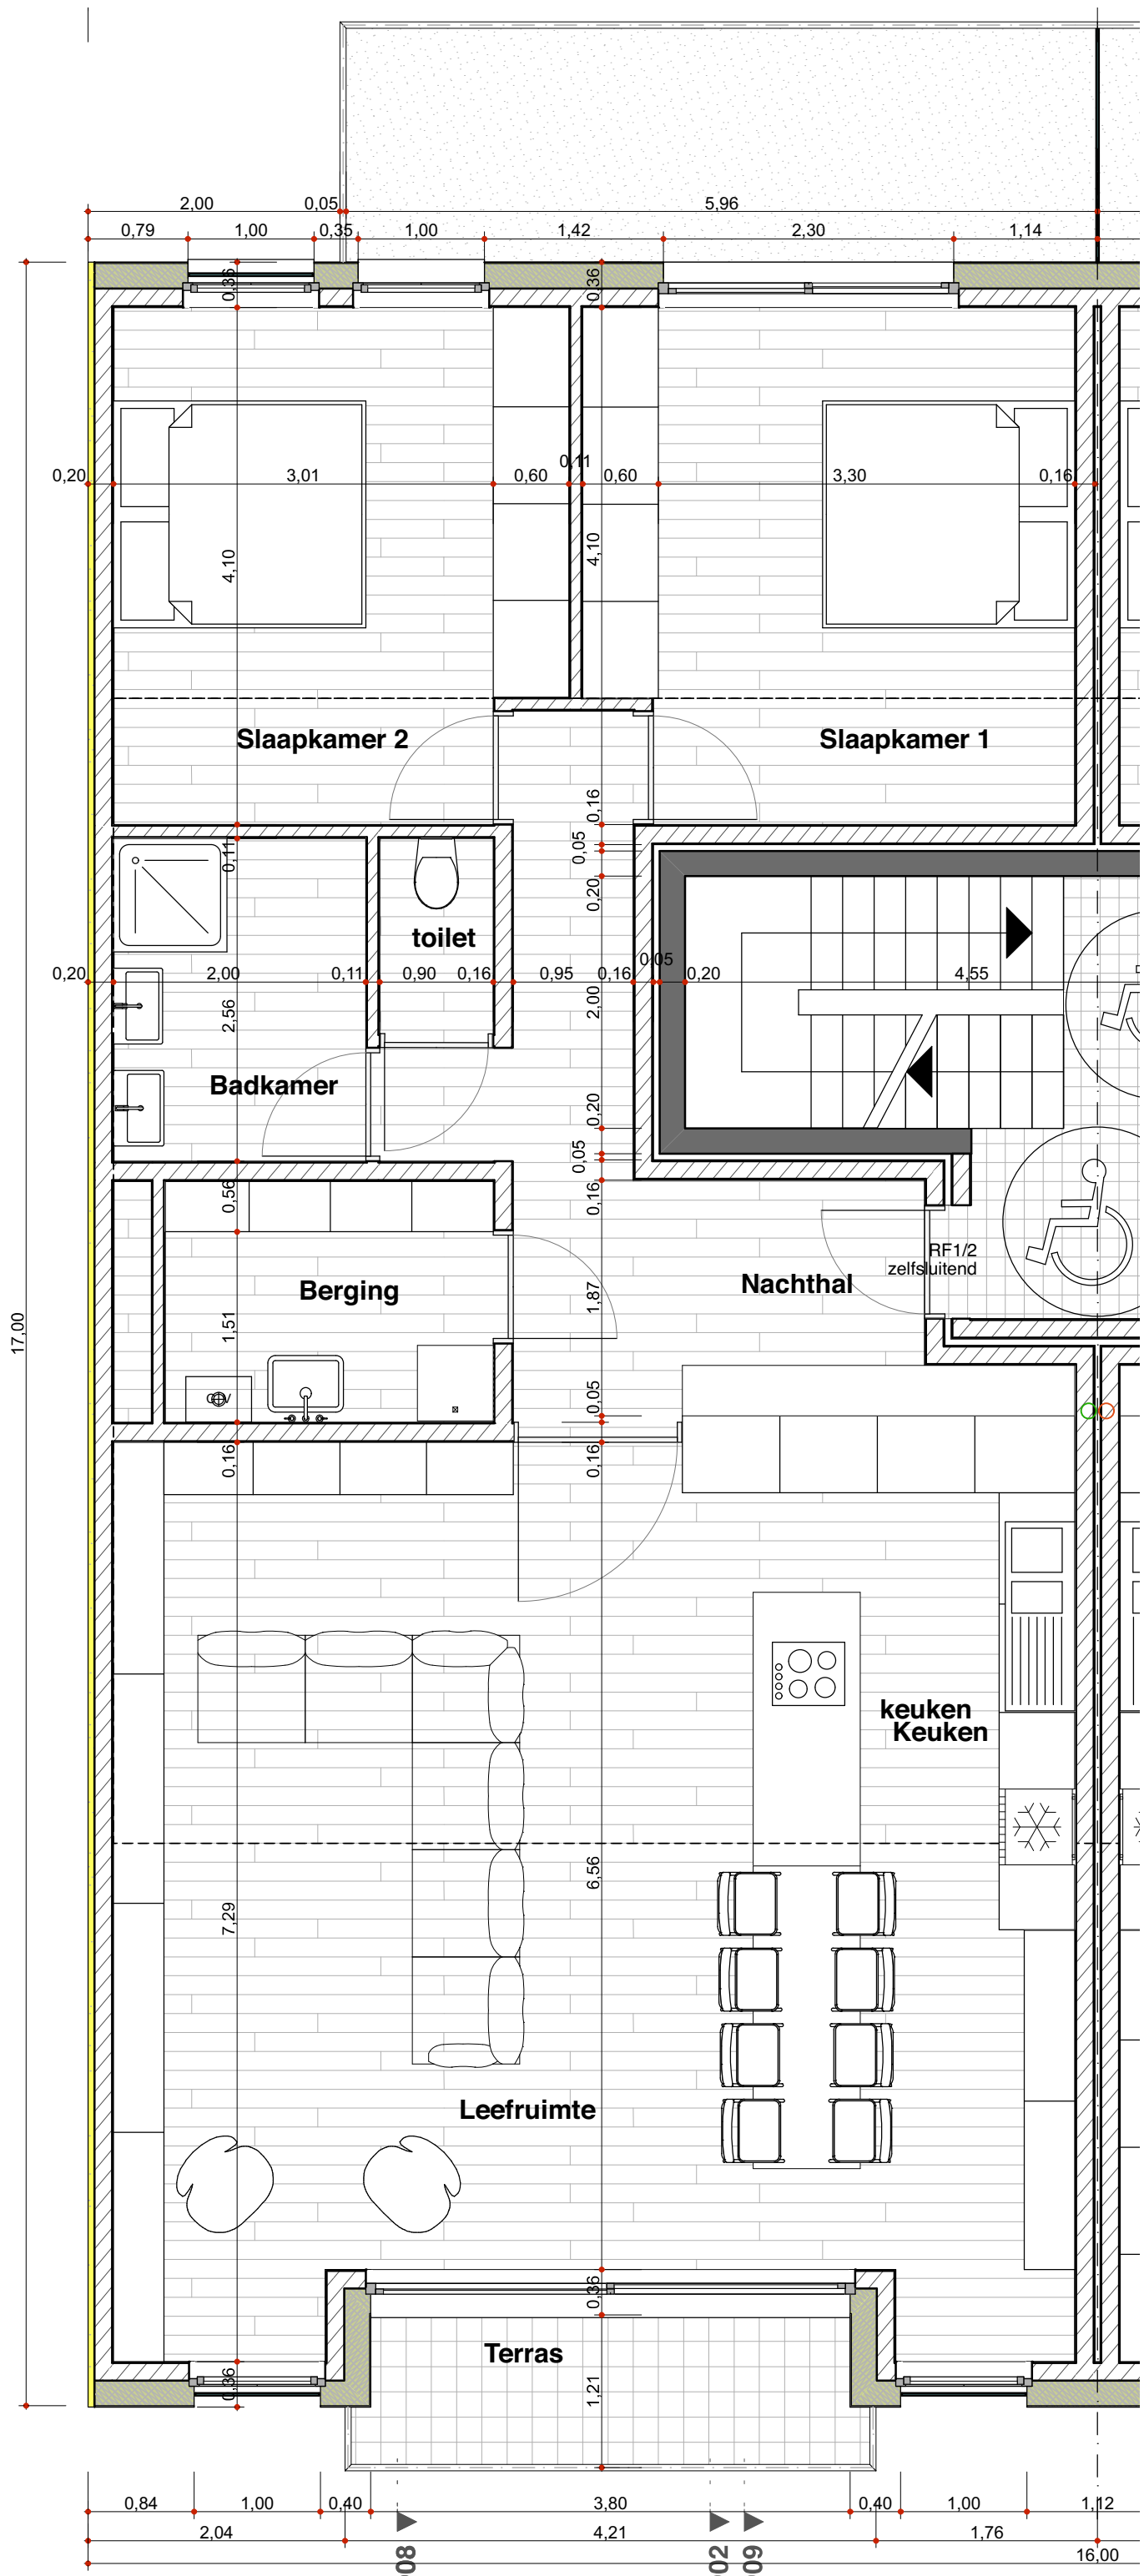 2,00 0,05 5,96
0,79 1,00 0,35 1,00 1,42 2,30 1,14
0,36 0,36
0,20 3,01 0,60 0,11 0,60 3,30 0,16
4,10 4,10
Slaapkamer 2 Slaapkamer 1
0,16
0,11 0,05
0,20
toilet
0,20 2,00 0,11 0,90 0,16 0,95 0,16 0,05 0,20 4,55
2,56 2,00
Badkamer
0,20
0,05
0,56 0,16
RF1/2
zelfsluitend
Berging Nachthal
1,87
17,00 1,51
CV
0,05
0,16 0,16
keuken
Keuken
6,56
7,29
Leefruimte
0,36
Terras
0,36 1,21
0,84 1,00 0,40 3,80 0,40 1,00 1,12
2,04 4,21 1,76
08 02 09
16,00